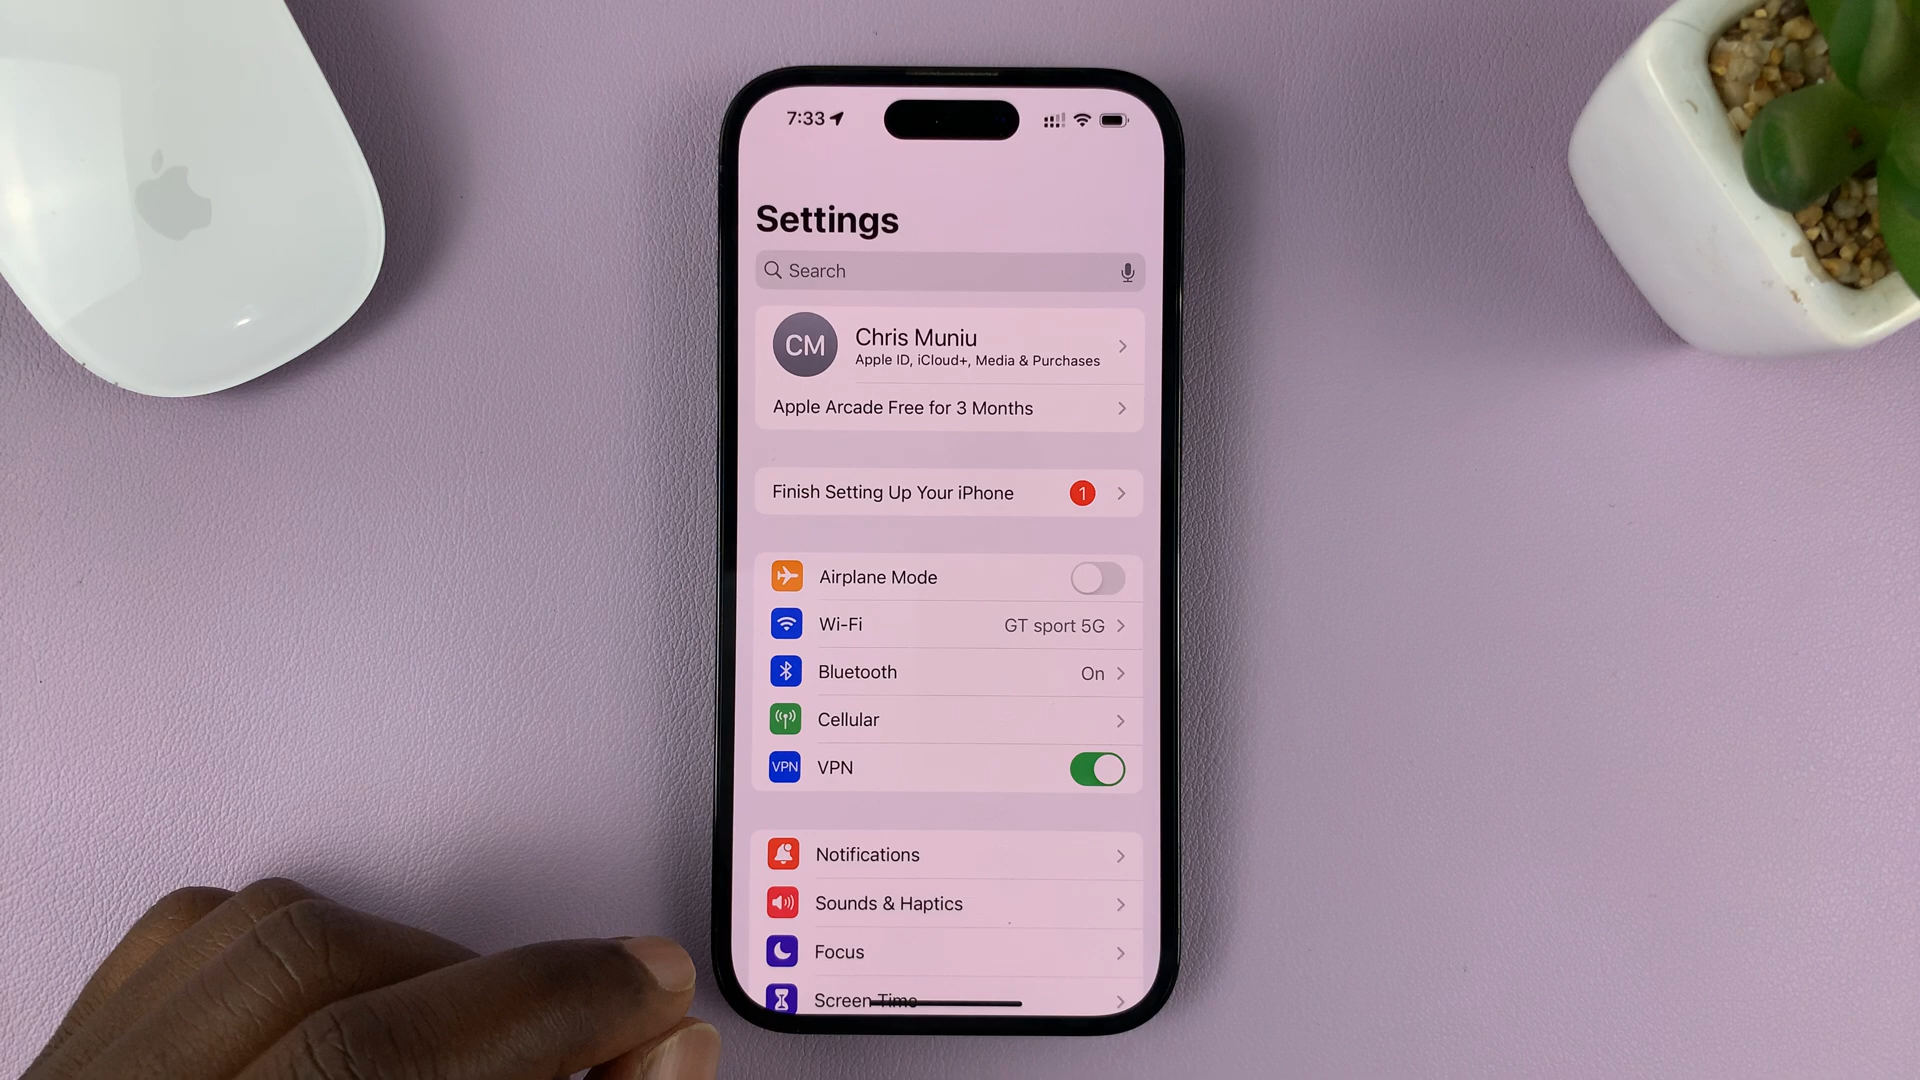 7:33
Settings
Search
CM
Chris Muniu
Apple ID, iCloud+, Media & Purchases
Apple Arcade Free for 3 Months
Finish Setting Up Your iPhone 1
Airplane Mode
Wi-Fi GT sport 5G
Bluetooth On
Cellular
VPN VPN
Notifications
Sounds & Haptics
Focus
Screen Time